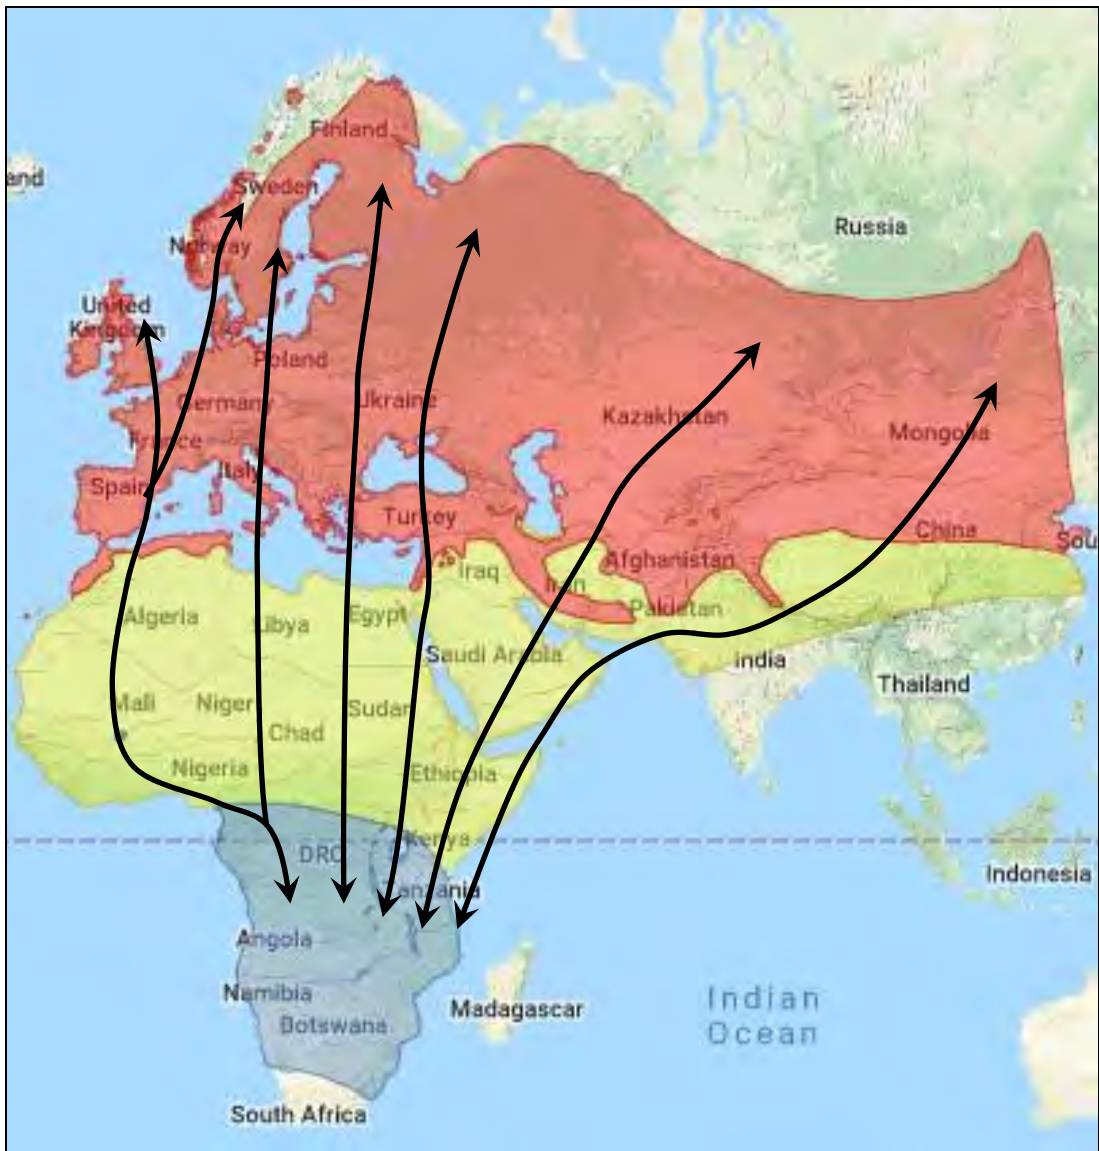 Finland
and
Sweden
Russia
Norway
United
Kingdom
Poland
Germany
Ukraine
Kazakhstan
France
Mongolia
Italy
Spain
Turkey
China
Sou
Afghanistan
Iraq
Iran
Pakistan
Algeria
Egypt
Libya
Saudi Arabia
India
Thailand
Mali
Niger
Sudan
Chad
Nigeria
Ethiopia
Kenya
DRC
Indonesia
Tanzania
Angola
Namibia
Madagascar
Indian
Ocean
Botswana
South Africa